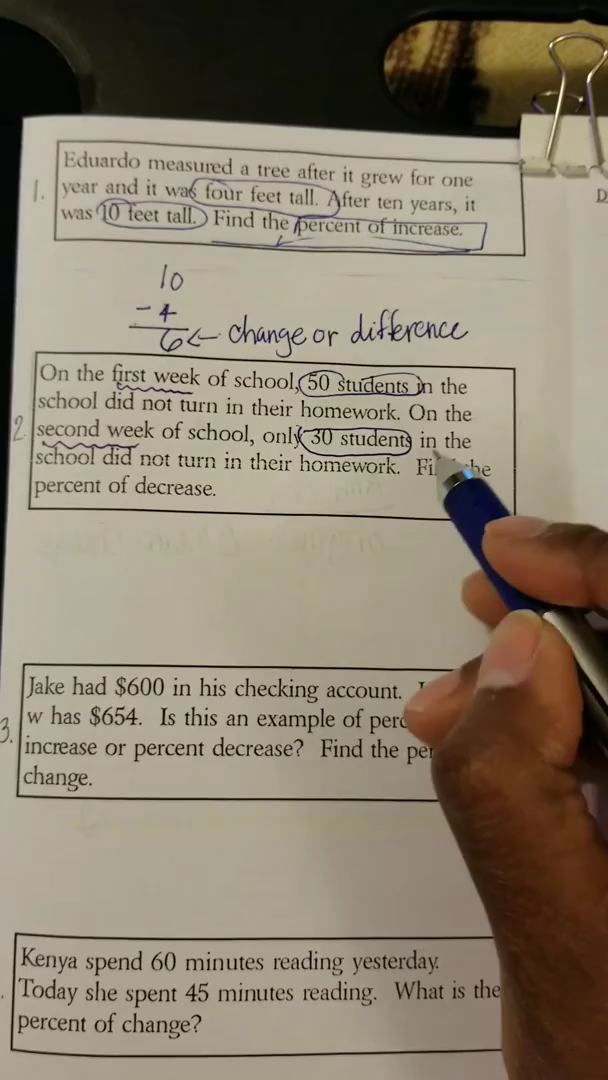 1. Eduardo measured a tree after it grew for one
year and it was four feet tall. After ten years, it
was 10 feet tall. Find the percent of increase.
10
- 4
6 ← change or difference
On the first week of school, 50 students in the
school did not turn in their homework. On the
2. second week of school, only 30 students in the
school did not turn in their homework. the
percent of decrease.
Jake had $600 in his checking account.
w has $654. Is this an example of
3. increase or percent decrease? Find the
change.
Kenya spend 60 minutes reading yesterday.
Today she spent 45 minutes reading. What is the
percent of change?
D